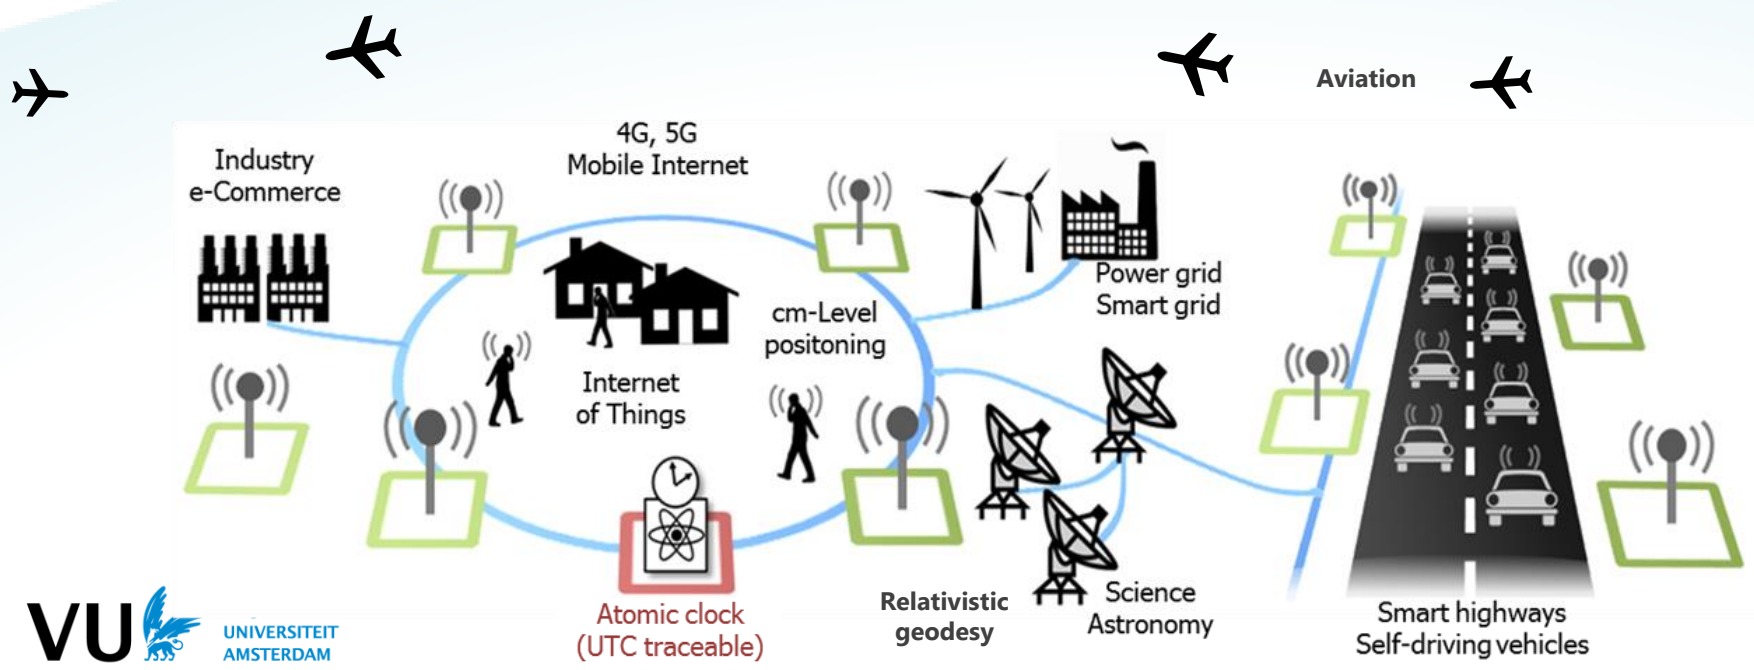 Aviation
4G, 5G
Mobile Internet
Industry
e-Commerce
Power grid
Smart grid
cm-Level
positoning
Internet
of Things
Atomic clock
(UTC traceable)
Relativistic
geodesy
Science
Astronomy
Smart highways
Self-driving vehicles
VU
UNIVERSITEIT
AMSTERDAM